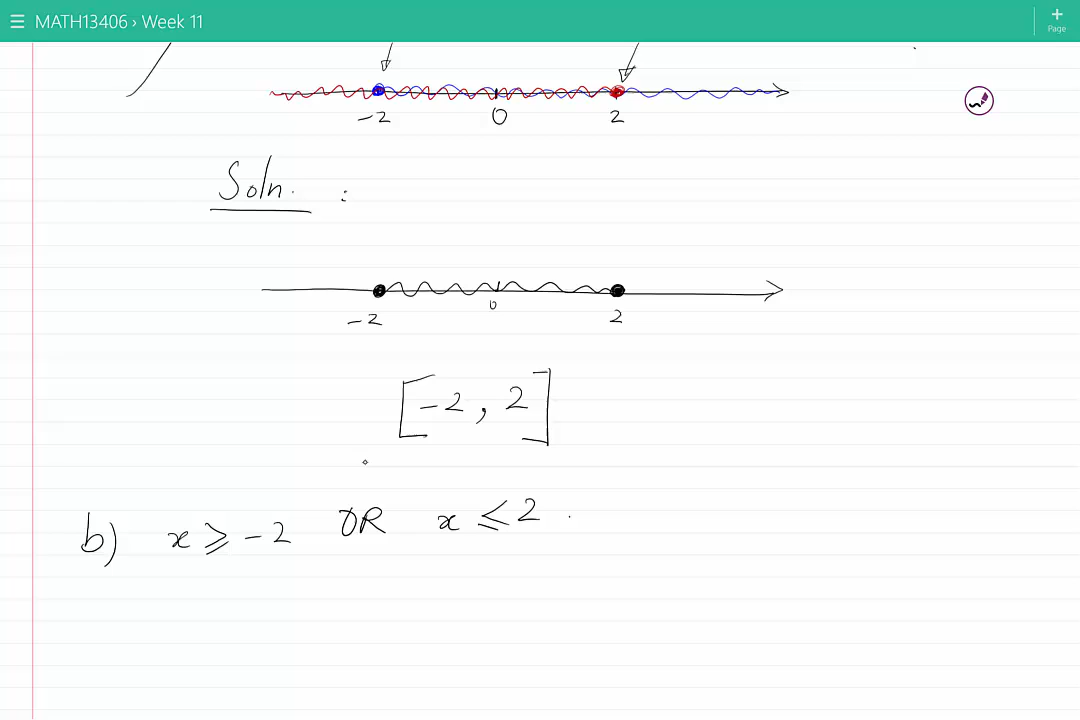 MATH13406 › Week 11
Page
-2 0 2
Soln. :
-2 0 2
[-2, 2]
b) x ⩾ -2 OR x ⩽ 2 .